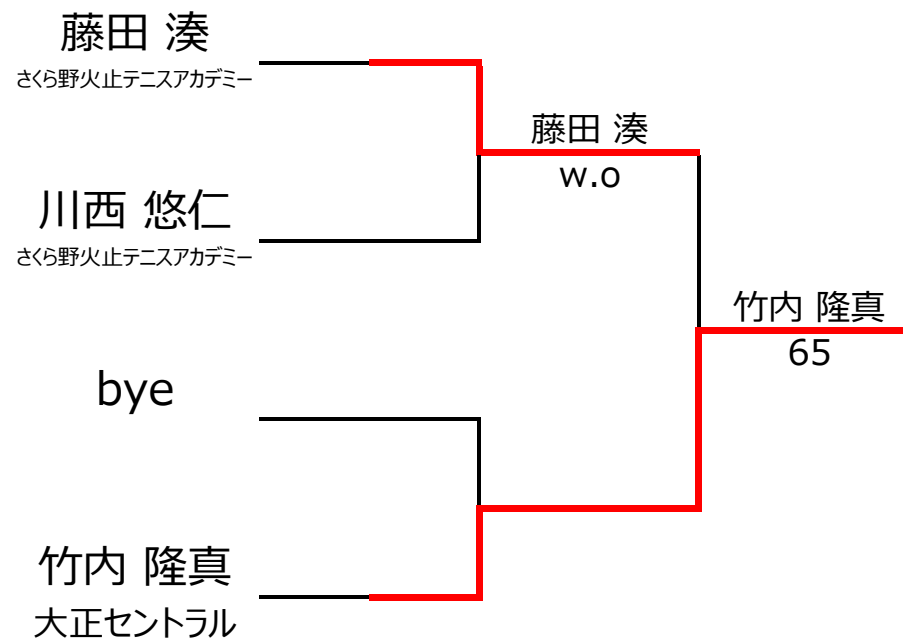 藤田 湊
さくら野火止テニスアカデミー
藤田 湊
w.o
川西 悠仁
さくら野火止テニスアカデミー
竹内 隆真
65
bye
竹内 隆真
大正セントラル